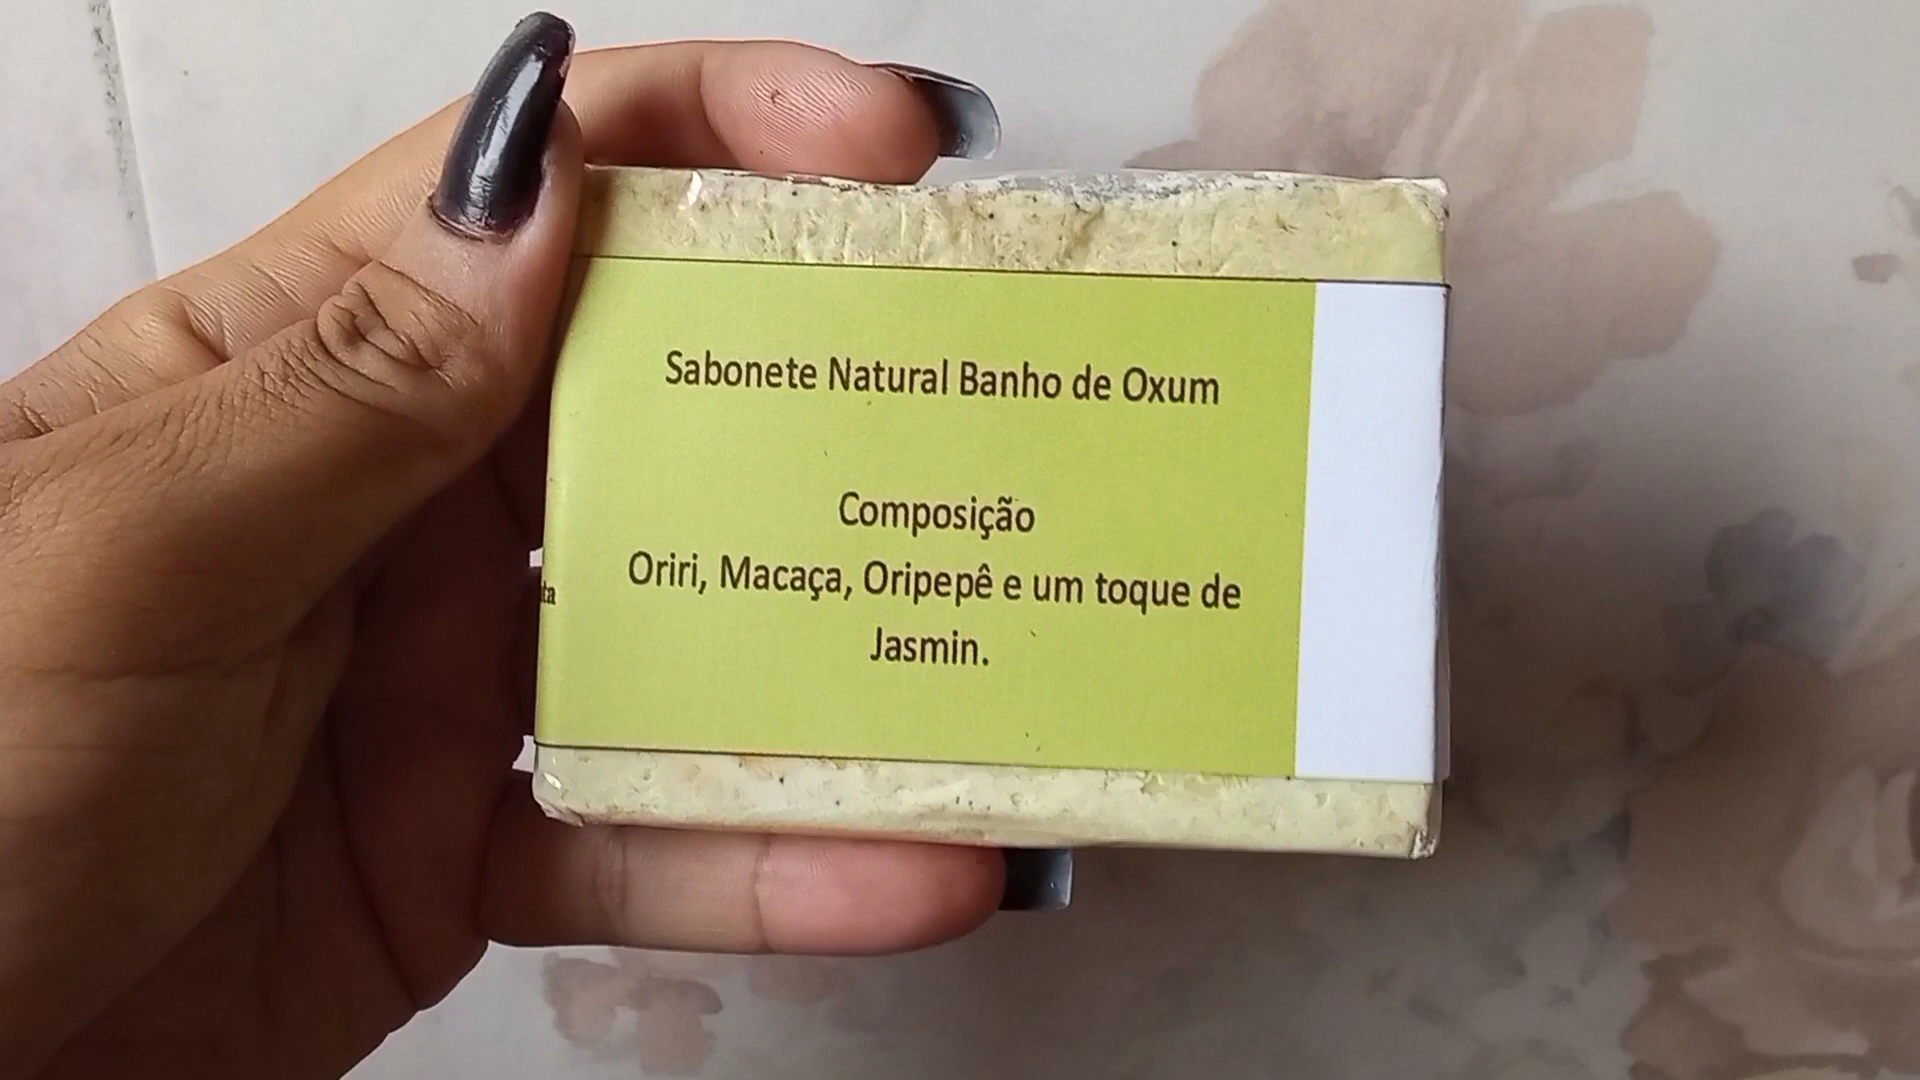 Sabonete Natural Banho de Oxum
Composição
Oriri, Macaça, Oripepê e um toque de
Jasmin.